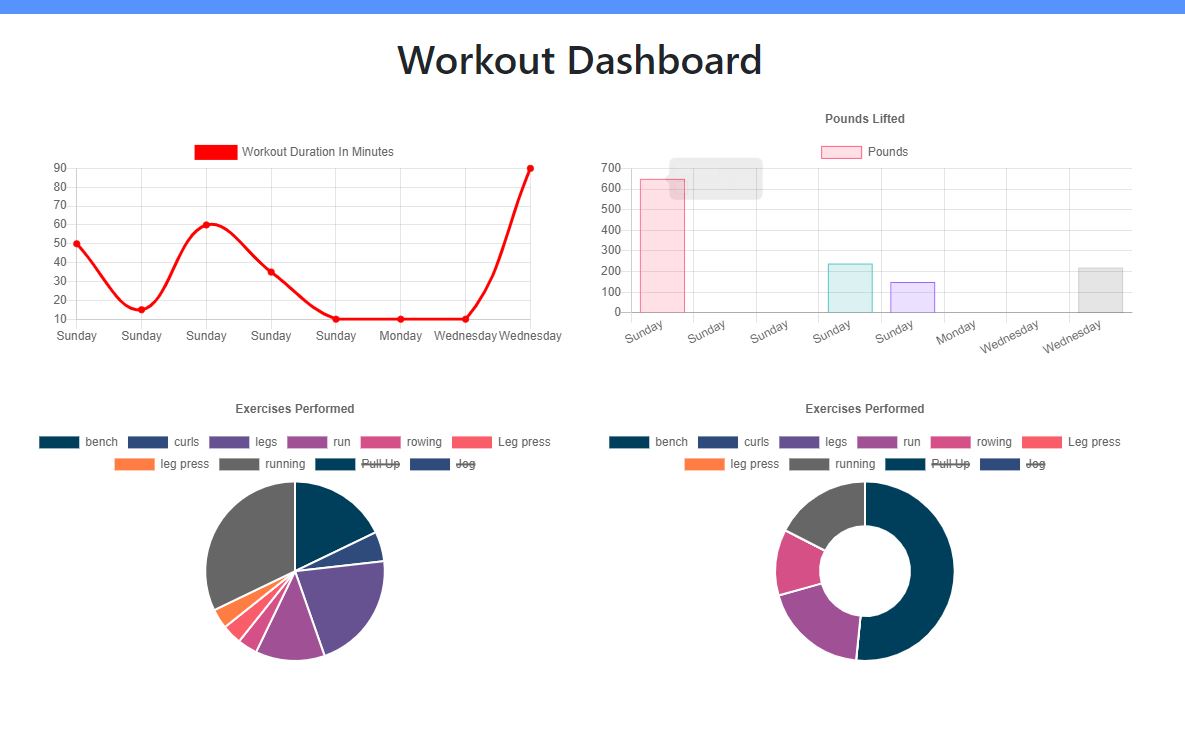 Workout Dashboard
Workout Duration In Minutes
90
80
70
60
50
40
30
20
10
Sunday Sunday Sunday Sunday Sunday Monday Wednesday Wednesday
Pounds Lifted
Pounds
700
600
500
400
300
200
100
0
Sunday Sunday Sunday Sunday Sunday Monday Wednesday Wednesday
Exercises Performed
bench curls legs run rowing Leg press
leg press running Pull Up Jog
Exercises Performed
bench curls legs run rowing Leg press
leg press running Pull Up Jog